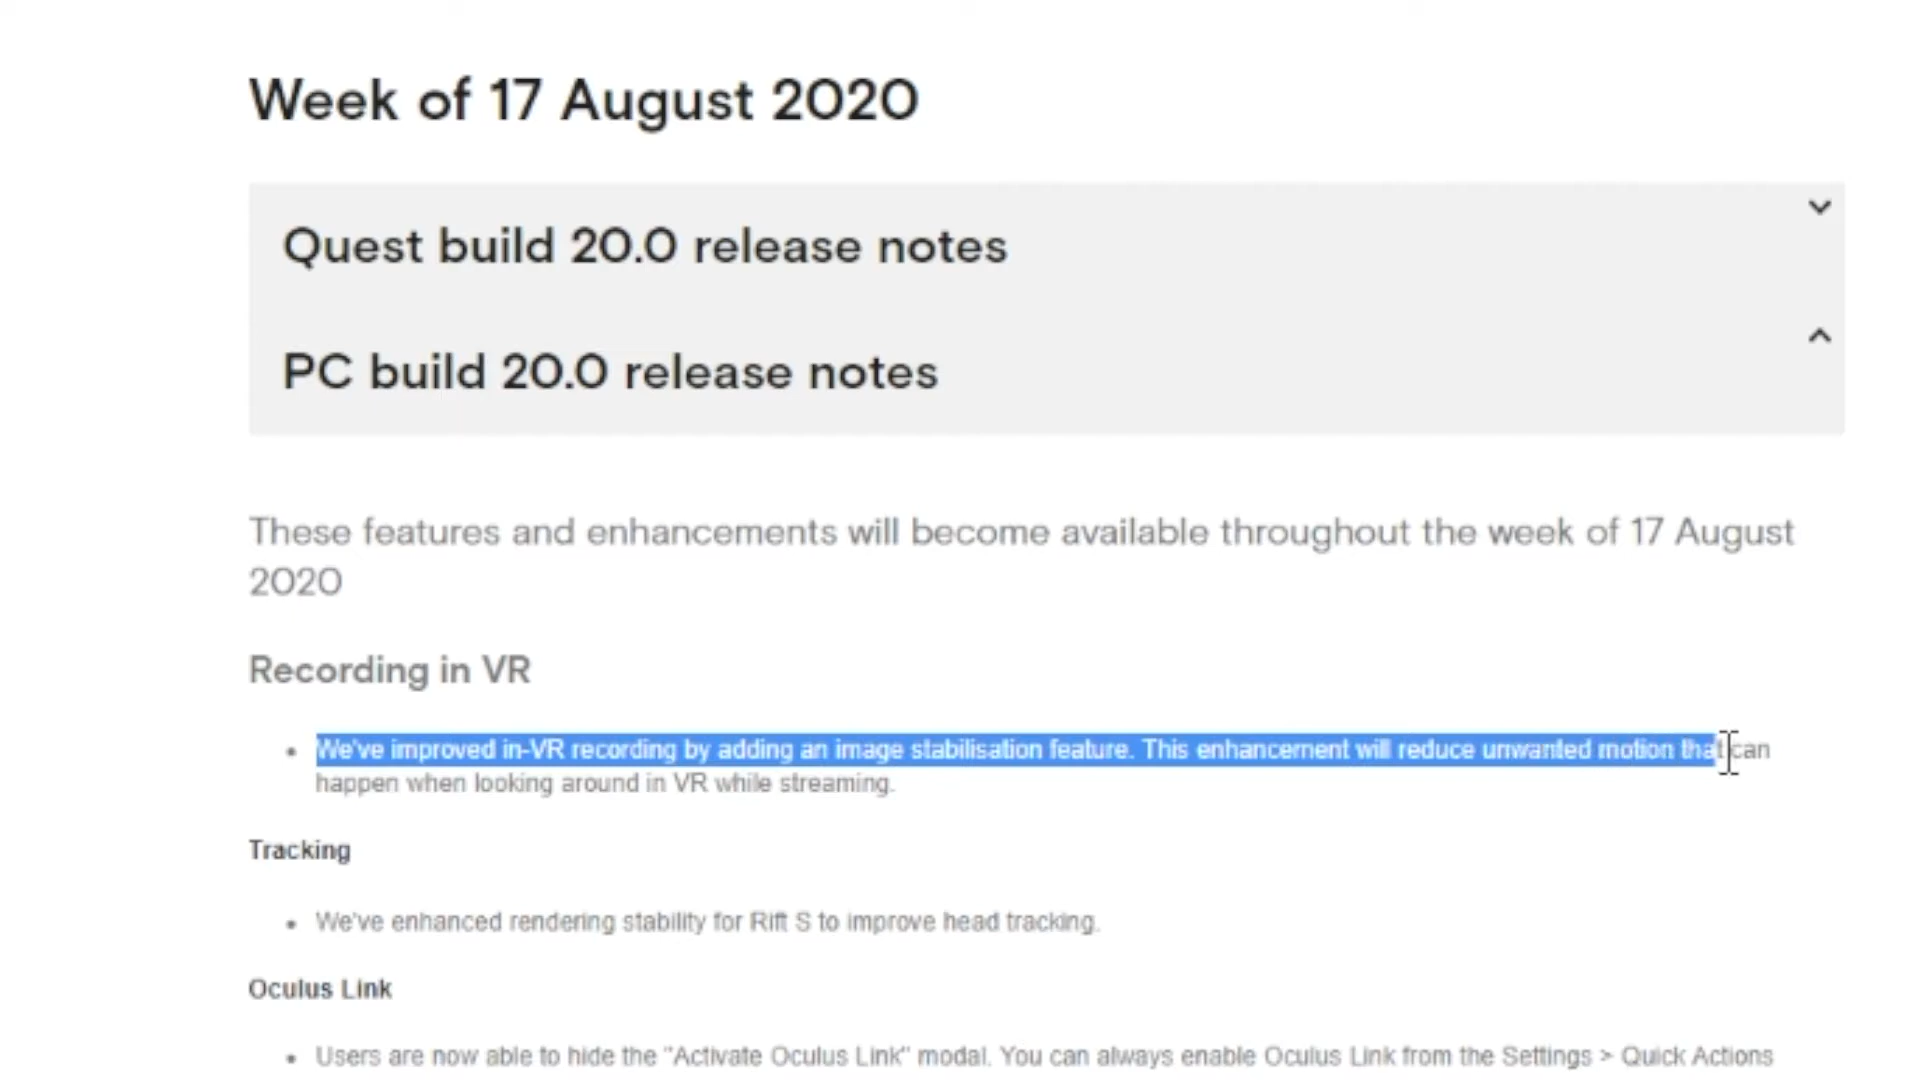 Week of 17 August 2020
Quest build 20.0 release notes
PC build 20.0 release notes
These features and enhancements will become available throughout the week of 17 August
2020
Recording in VR
We've improved in-VR recording by adding an image stabilisation feature. This enhancement will reduce unwanted motion that can
happen when looking around in VR while streaming.
Tracking
We've enhanced rendering stability for Rift S to improve head tracking.
Oculus Link
Users are now able to hide the "Activate Oculus Link" modal. You can always enable Oculus Link from the Settings > Quick Actions